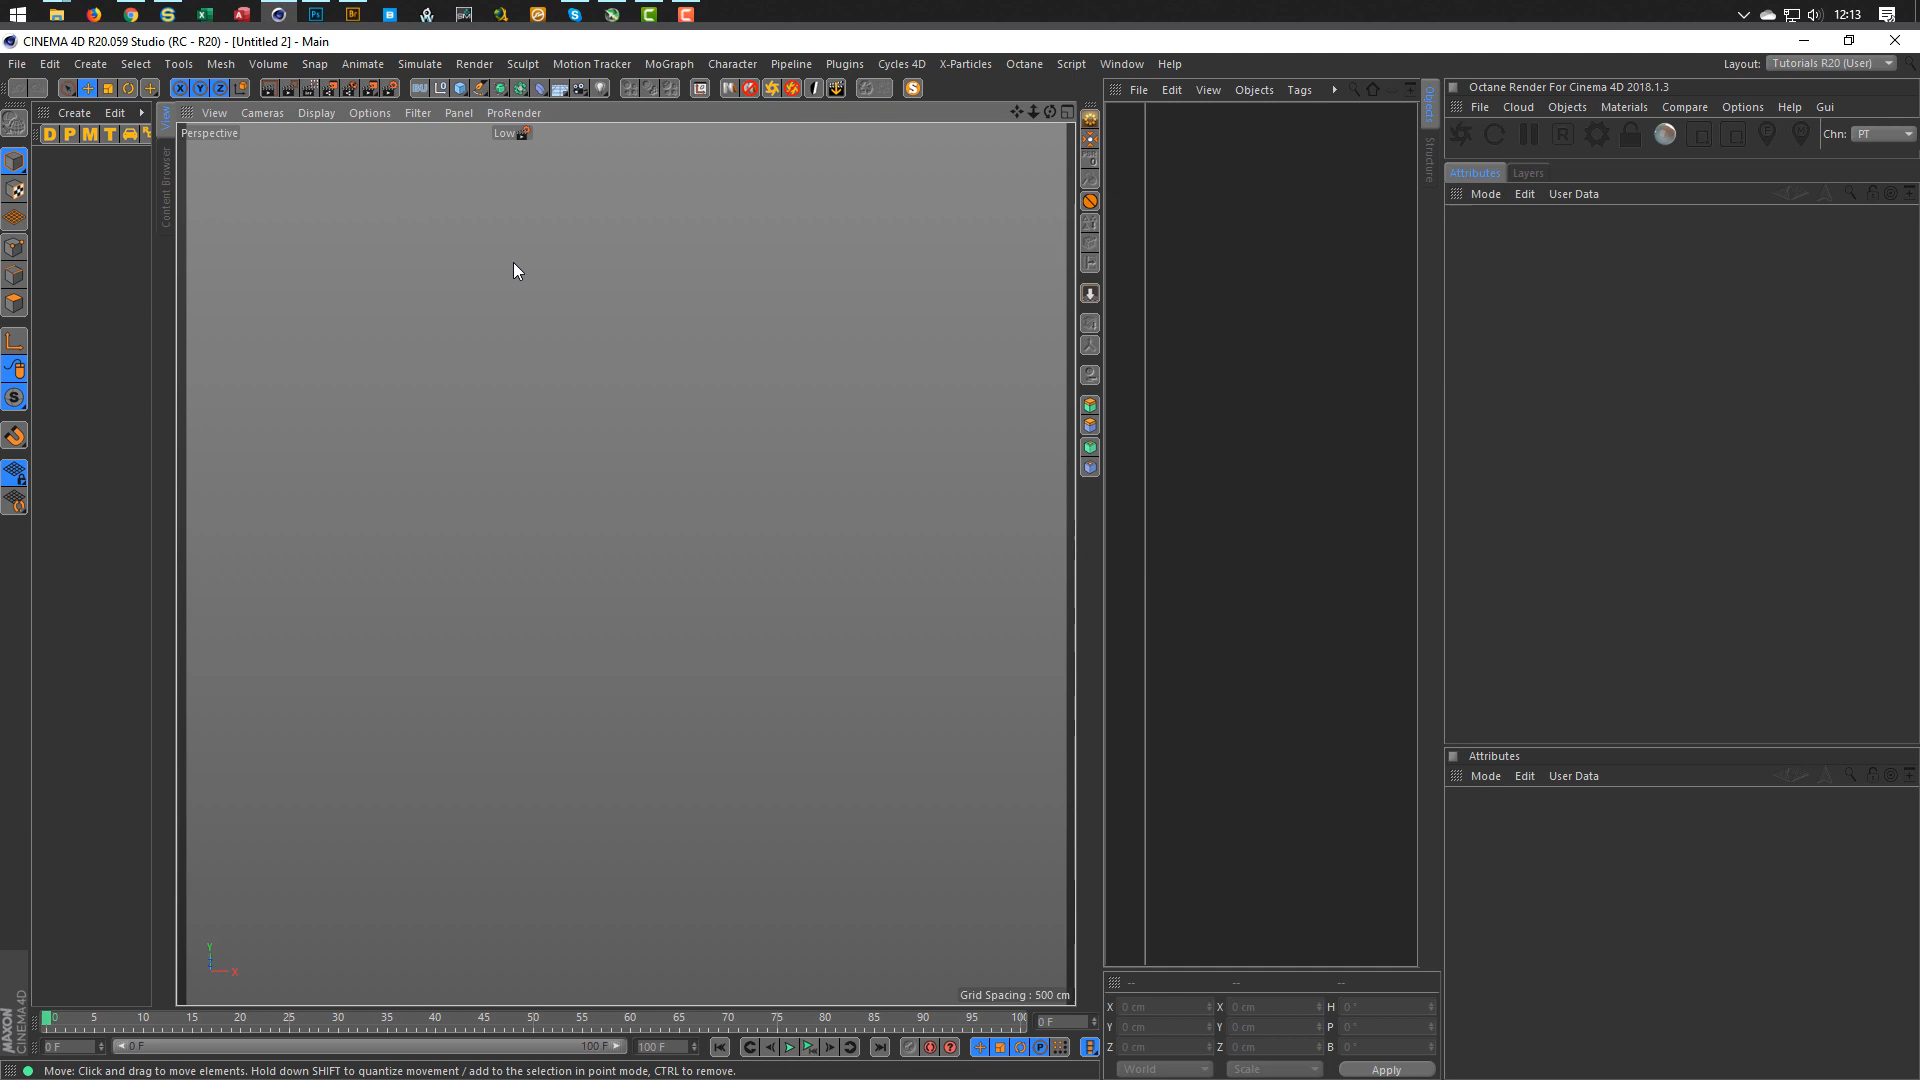 12:13
CINEMA 4D R20.059 Studio (RC - R20) - [Untitled 2] - Main
File Edit Create Select Tools Mesh Volume Snap Animate Simulate Render Sculpt Motion Tracker MoGraph Character Pipeline Plugins Cycles 4D X-Particles Octane Script Window Help
Layout: Tutorials R20 (User)
File Edit View Objects Tags
Octane Render For Cinema 4D 2018.1.3
File Cloud Objects Materials Compare Options Help Gui
Chn: PT
Create Edit
View Cameras Display Options Filter Panel ProRender
D P M T
Perspective
Low
View
Content Browser
Objects
Structure
Attributes Layers
Mode Edit User Data
Attributes
Mode Edit User Data
Y
X
Grid Spacing : 500 cm
0 5 10 15 20 25 30 35 40 45 50 55 60 65 70 75 80 85 90 95 100
0 F
0 F 0 F 100 F 100 F
-- -- --
X 0 cm X 0 cm H 0 °
Y 0 cm Y 0 cm P 0 °
Z 0 cm Z 0 cm B 0 °
World Scale Apply
MAXON CINEMA 4D
Move: Click and drag to move elements. Hold down SHIFT to quantize movement / add to the selection in point mode, CTRL to remove.